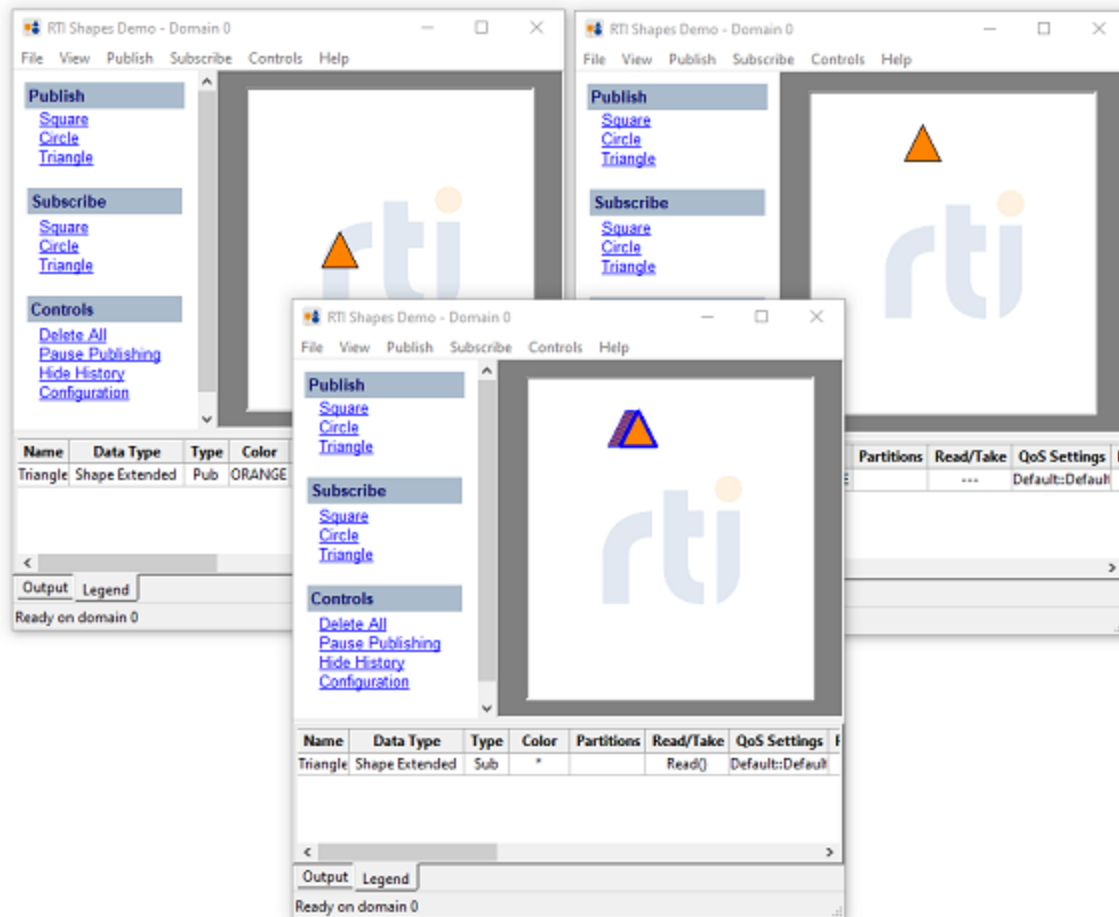 RTI Shapes Demo - Domain 0
File View Publish Subscribe Controls Help
Publish
Square
Circle
Triangle
Subscribe
Square
Circle
Triangle
Controls
Delete All
Pause Publishing
Hide History
Configuration
rti
Name Data Type Type Color
Triangle Shape Extended Pub ORANGE
Output Legend
Ready on domain 0
RTI Shapes Demo - Domain 0
File View Publish Subscribe Controls Help
Publish
Square
Circle
Triangle
Subscribe
Square
Circle
Triangle
rti
Partitions Read/Take QoS Settings
--- Default::Default
RTI Shapes Demo - Domain 0
File View Publish Subscribe Controls Help
Publish
Square
Circle
Triangle
Subscribe
Square
Circle
Triangle
Controls
Delete All
Pause Publishing
Hide History
Configuration
rti
Name Data Type Type Color Partitions Read/Take QoS Settings
Triangle Shape Extended Sub * Read() Default::Default
Output Legend
Ready on domain 0